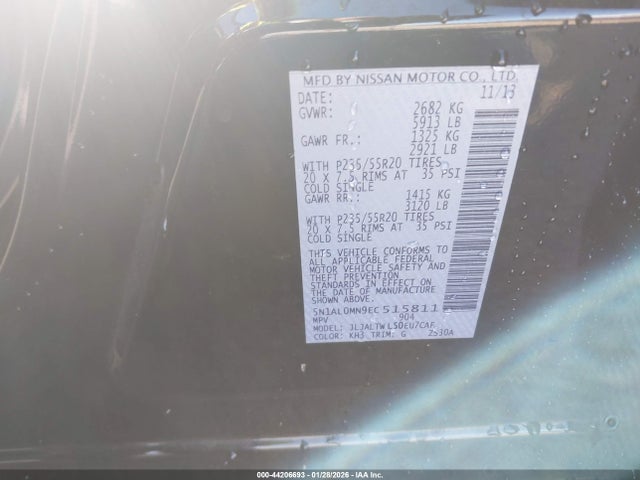 MFD BY NISSAN MOTOR CO., LTD.
DATE: 11/13
GVWR: 2682 KG
5913 LB
GAWR FR.: 1325 KG
2921 LB
WITH P235/55R20 TIRES
20 X 7.5 RIMS AT 35 PSI
COLD SINGLE
GAWR RR.: 1415 KG
3120 LB
WITH P235/55R20 TIRES
20 X 7.5 RIMS AT 35 PSI
COLD SINGLE
THIS VEHICLE CONFORMS TO
ALL APPLICABLE FEDERAL
MOTOR VEHICLE SAFETY AND
THEFT PREVENTION
STANDARDS IN EFFECT ON
THE DATE OF MANUFACTURE
SHOWN ABOVE.
5N1AL0MN9EC515811
MPV 904
MODEL: JLJALTWL50EU7CAF
COLOR: KH3 TRIM: G 2S30A
000-44206693 - 01/28/2026 - IAA, Inc. Copyright